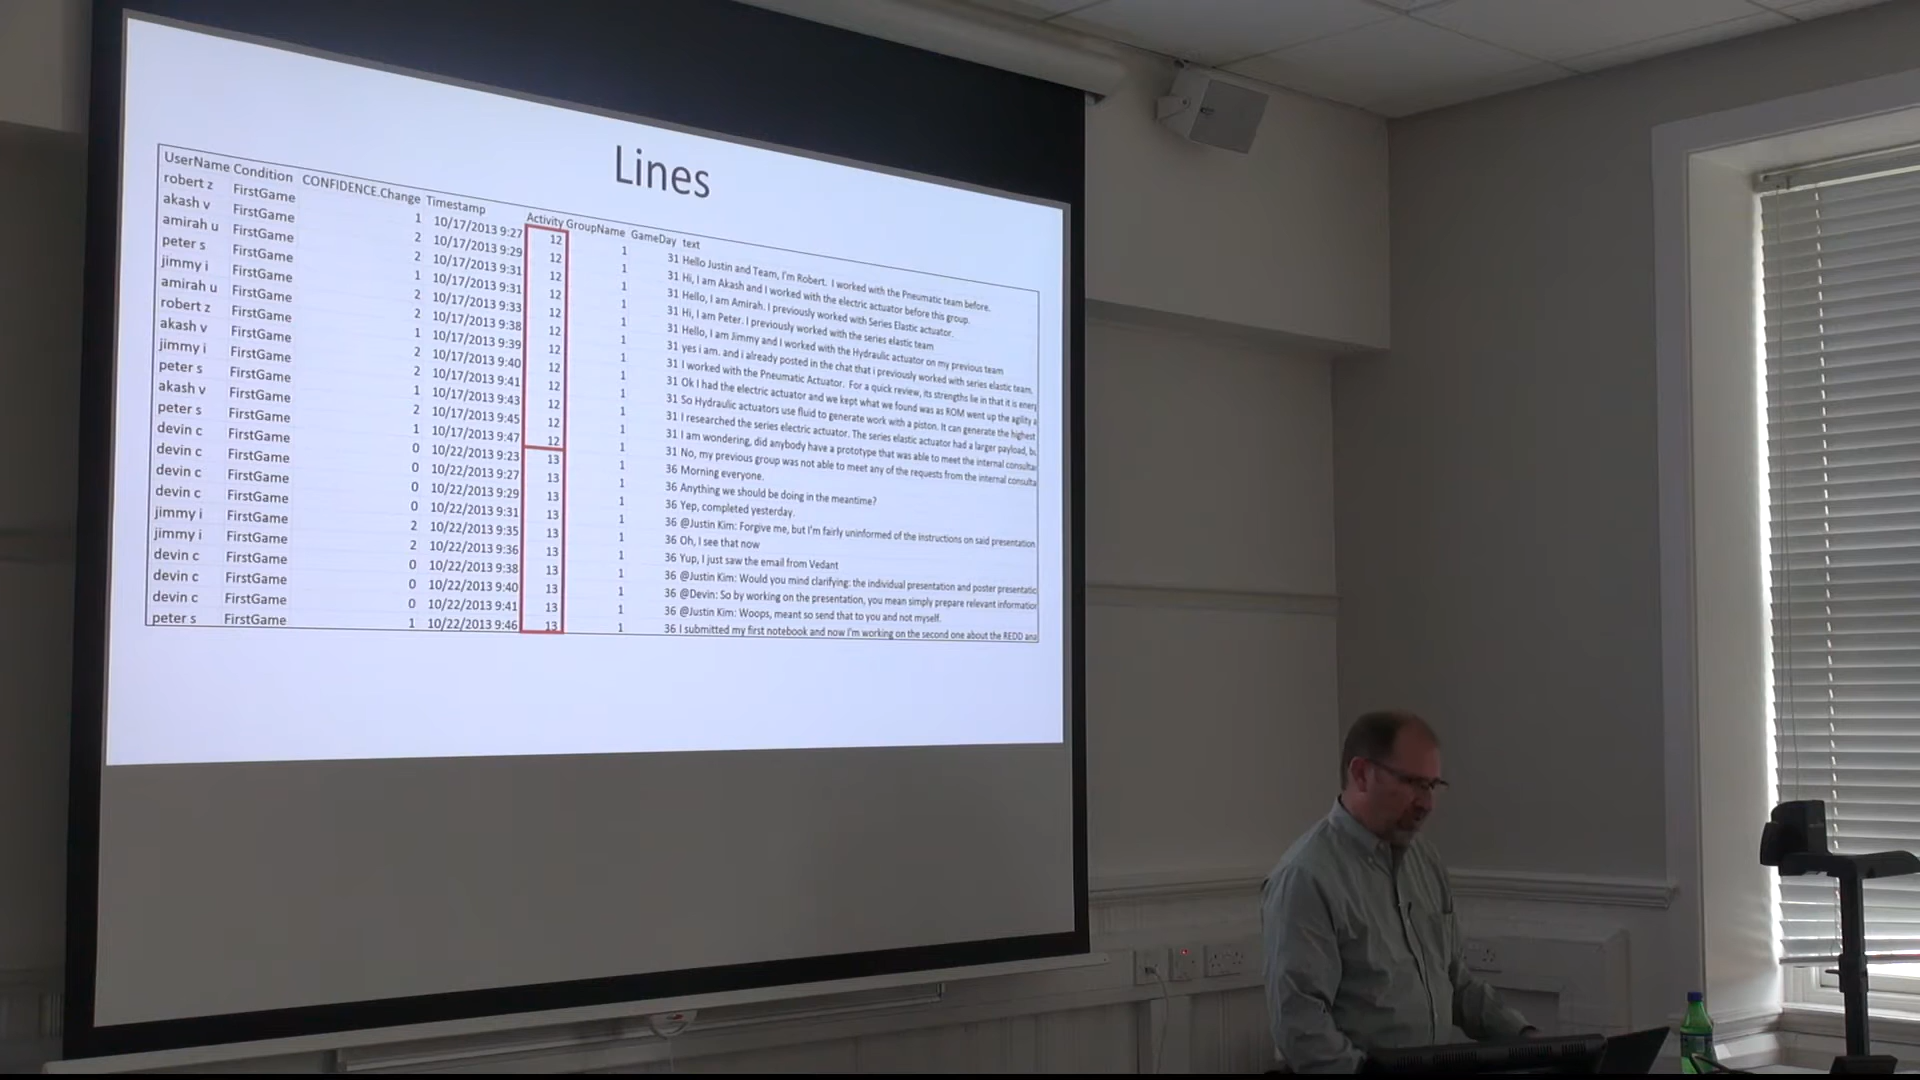 Lines
UserName Condition CONFIDENCE.Change Timestamp Activity GroupName GameDay text
robert z FirstGame 1 10/17/2013 9:27 12 1 31 Hello Justin and Team, I'm Robert. I worked with the Pneumatic team before.
akash v FirstGame 2 10/17/2013 9:29 12 1 31 Hi, I am Akash and I worked with the electric actuator before this group.
amirah u FirstGame 2 10/17/2013 9:31 12 1 31 Hello, I am Amirah. I previously worked with Series Elastic actuator.
peter s FirstGame 1 10/17/2013 9:31 12 1 31 Hi, I am Peter. I previously worked with the series elastic team
jimmy i FirstGame 2 10/17/2013 9:33 12 1 31 Hello, I am Jimmy and I worked with the Hydraulic actuator on my previous team
amirah u FirstGame 2 10/17/2013 9:38 12 1 31 yes i am. and i already posted in the chat that i previously worked with series elastic team.
robert z FirstGame 1 10/17/2013 9:39 12 1 31 I worked with the Pneumatic Actuator. For a quick review, its strengths lie in that it is energ
akash v FirstGame 2 10/17/2013 9:40 12 1 31 Ok I had the electric actuator and we kept what we found was as ROM went up the agility a
jimmy i FirstGame 2 10/17/2013 9:41 12 1 31 So Hydraulic actuators use fluid to generate work with a piston. It can generate the highest
peter s FirstGame 1 10/17/2013 9:43 12 1 31 I researched the series electric actuator. The series elastic actuator had a larger payload, bu
akash v FirstGame 2 10/17/2013 9:45 12 1 31 I am wondering, did anybody have a prototype that was able to meet the internal consultan
peter s FirstGame 1 10/17/2013 9:47 12 1 31 No, my previous group was not able to meet any of the requests from the internal consulta
devin c FirstGame 0 10/22/2013 9:23 13 1 36 Morning everyone.
devin c FirstGame 0 10/22/2013 9:27 13 1 36 Anything we should be doing in the meantime?
devin c FirstGame 0 10/22/2013 9:29 13 1 36 Yep, completed yesterday.
devin c FirstGame 0 10/22/2013 9:31 13 1 36 @Justin Kim: Forgive me, but I'm fairly uninformed of the instructions on said presentation.
jimmy i FirstGame 2 10/22/2013 9:35 13 1 36 Oh, I see that now
jimmy i FirstGame 2 10/22/2013 9:36 13 1 36 Yup, I just saw the email from Vedant
devin c FirstGame 0 10/22/2013 9:38 13 1 36 @Justin Kim: Would you mind clarifying: the individual presentation and poster presentatio
devin c FirstGame 0 10/22/2013 9:40 13 1 36 @Devin: So by working on the presentation, you mean simply prepare relevant information
devin c FirstGame 0 10/22/2013 9:41 13 1 36 @Justin Kim: Woops, meant so send that to you and not myself.
peter s FirstGame 1 10/22/2013 9:46 13 1 36 I submitted my first notebook and now I'm working on the second one about the REDD ana